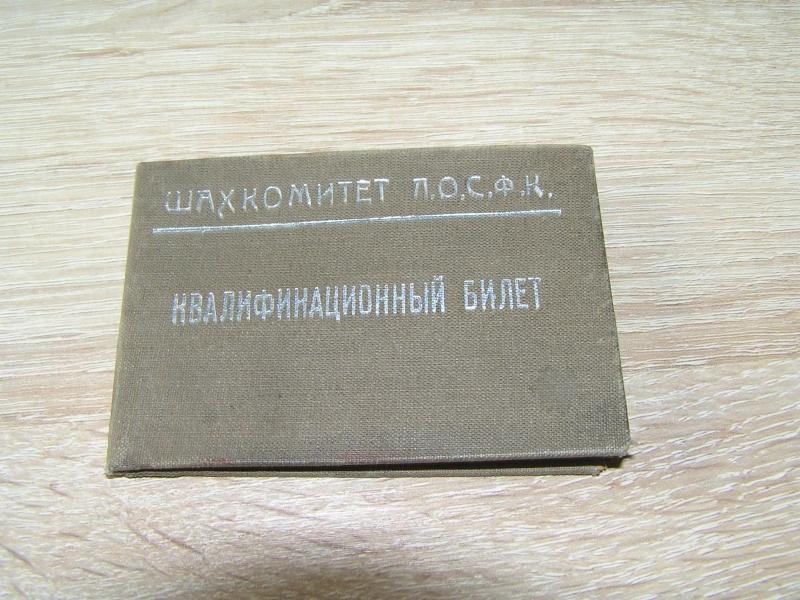 ШАХКОМИТЕТ Л.О.С.Ф.К.
КВАЛИФИКАЦИОННЫЙ БИЛЕТ